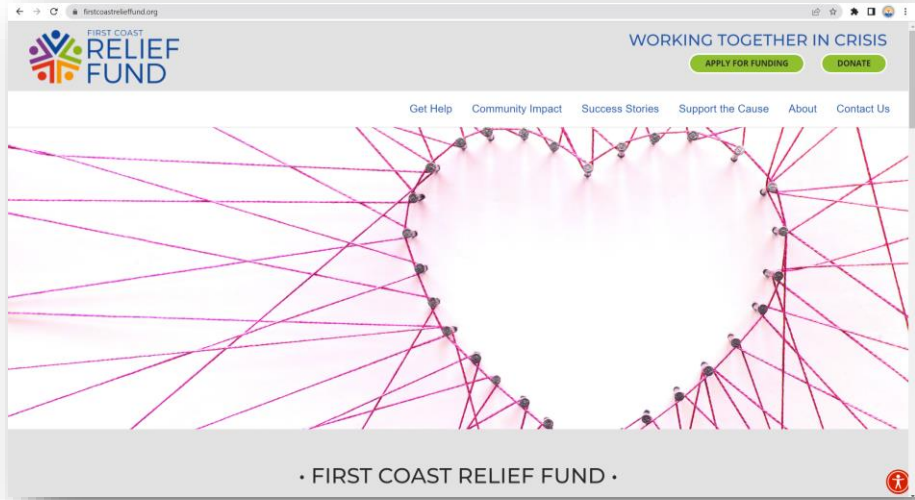 firstcoastrelieffund.org
FIRST COAST
RELIEF
FUND
WORKING TOGETHER IN CRISIS
APPLY FOR FUNDING DONATE
Get Help Community Impact Success Stories Support the Cause About Contact Us
• FIRST COAST RELIEF FUND •